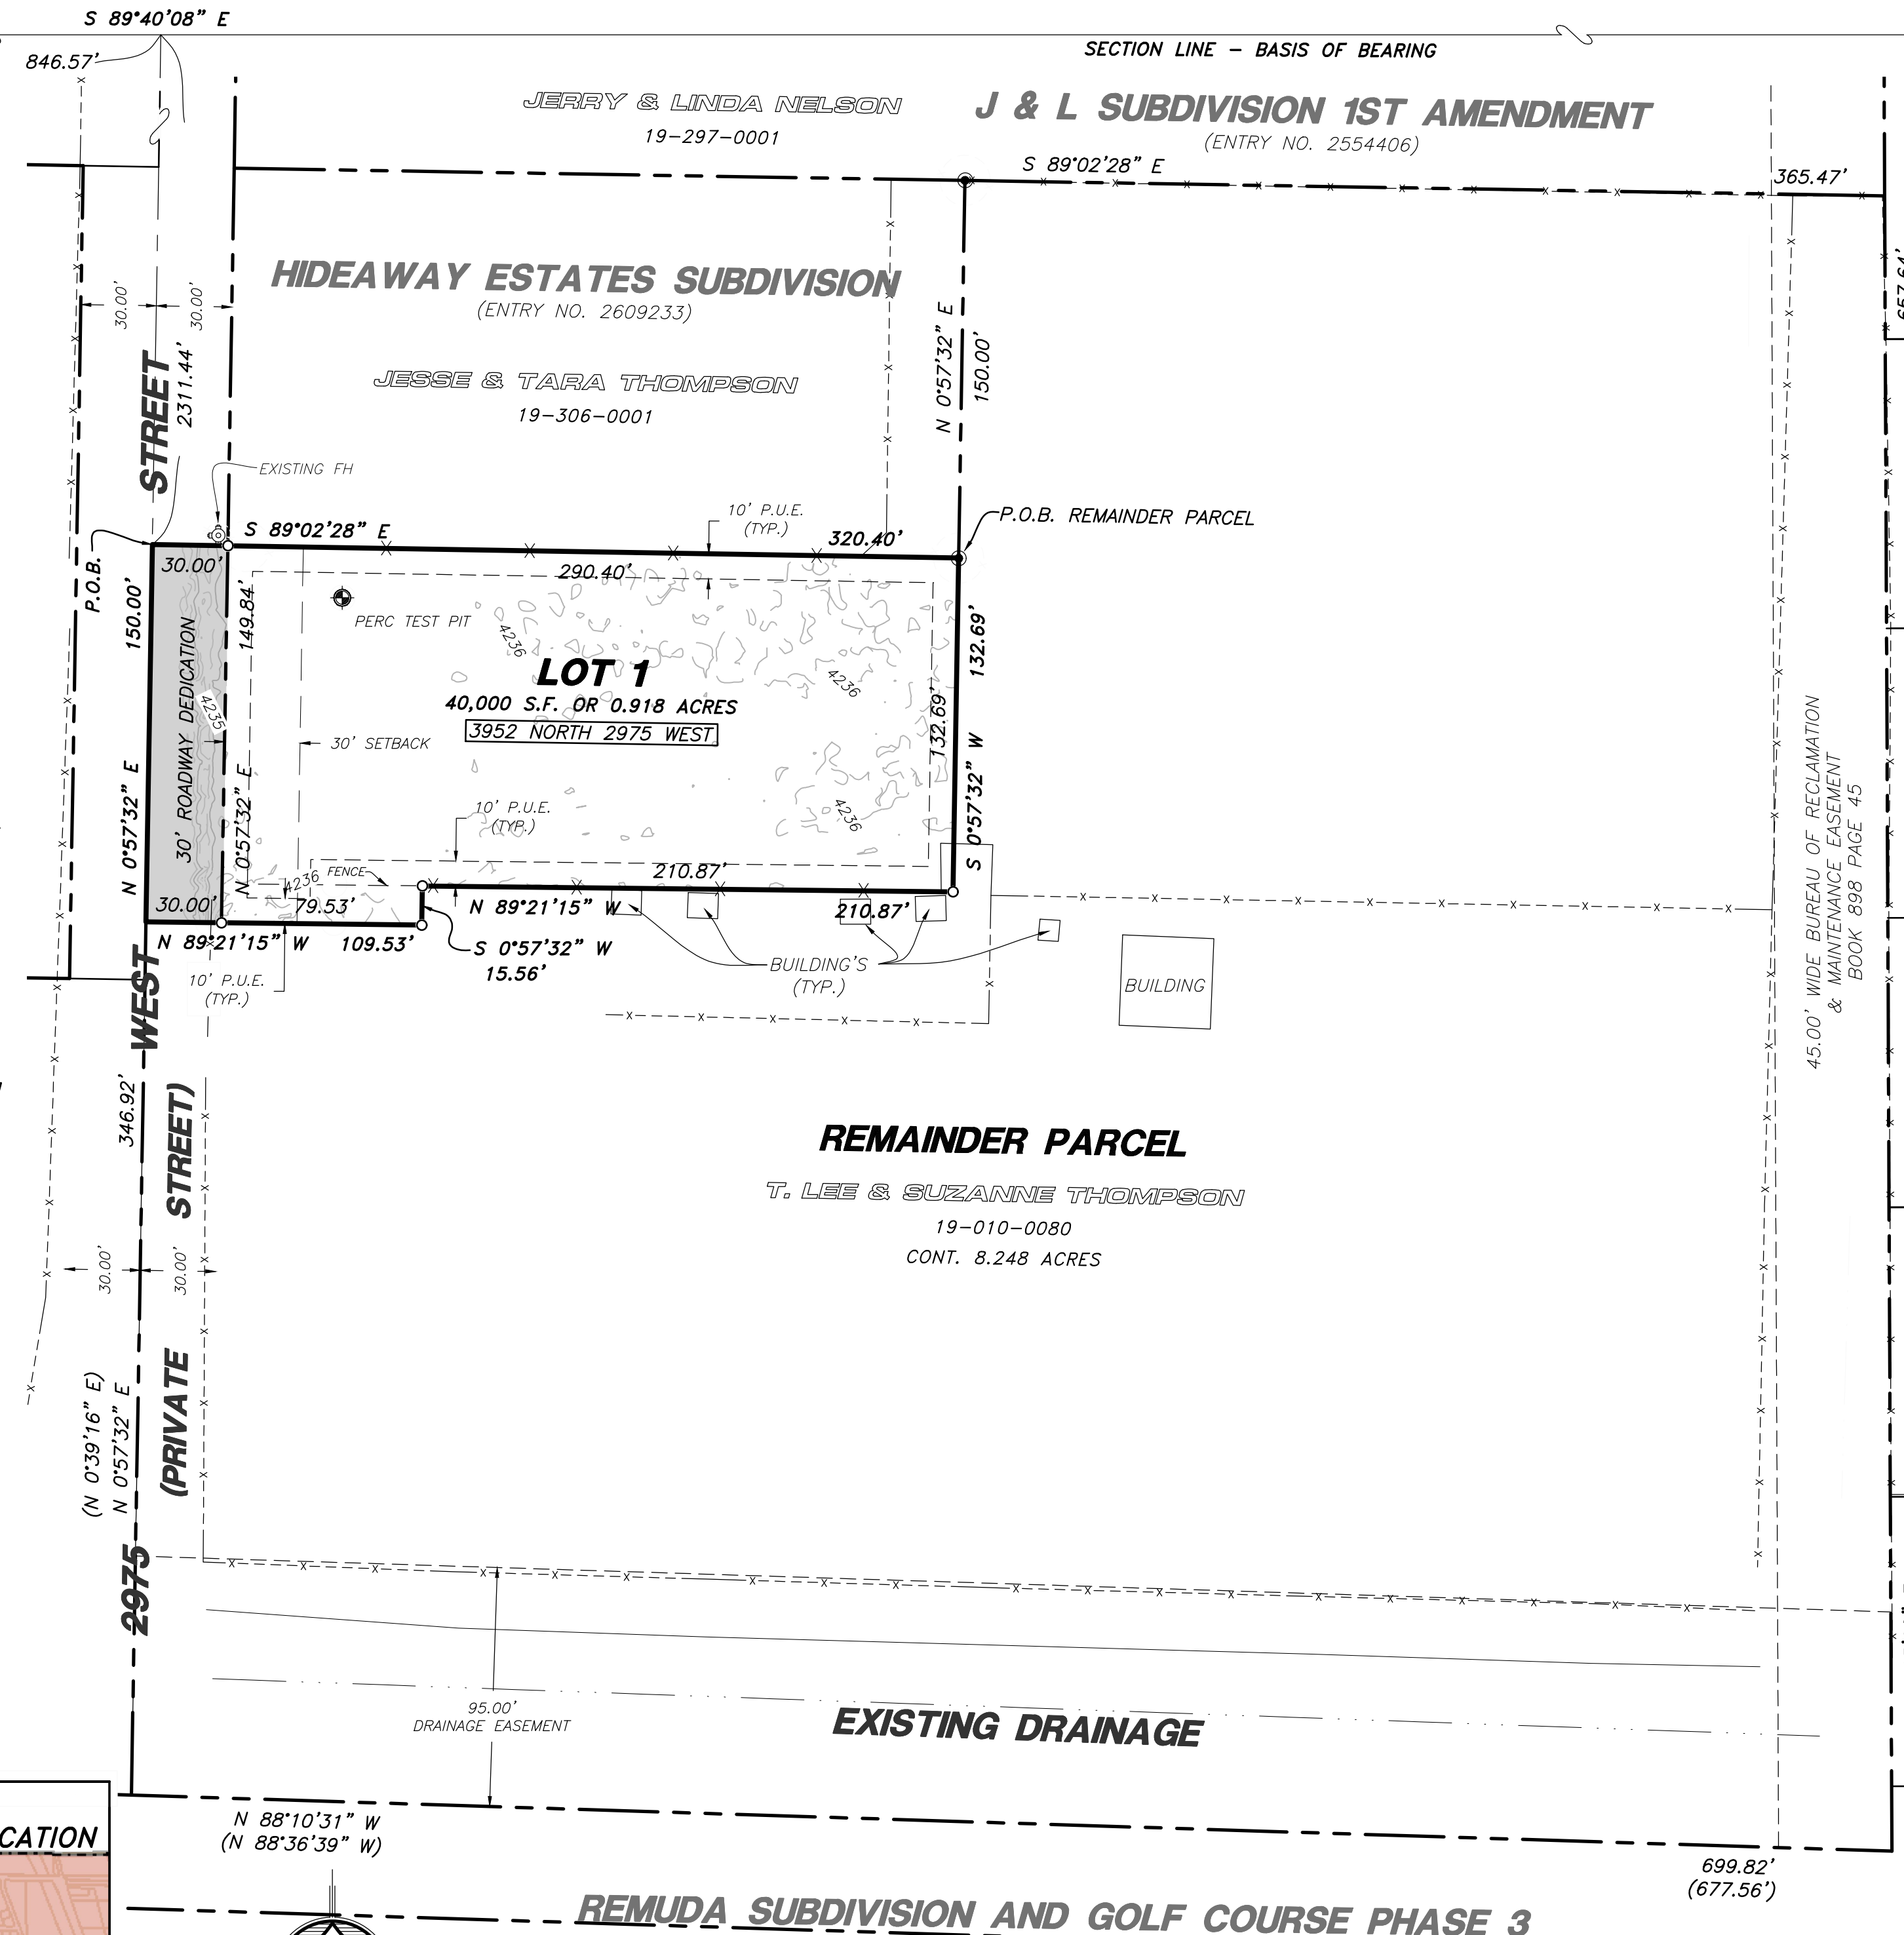 S 89°40'08" E
846.57'
SECTION LINE - BASIS OF BEARING
JERRY & LINDA NELSON
19-297-0001
J & L SUBDIVISION 1ST AMENDMENT
(ENTRY NO. 2554406)
S 89°02'28" E
365.47'
657.64'
HIDEAWAY ESTATES SUBDIVISION
(ENTRY NO. 2609233)
30.00'
30.00'
N 0°57'32" E
150.00'
JESSE & TARA THOMPSON
19-306-0001
STREET
2311.44'
EXISTING FH
10' P.U.E.
(TYP.)
P.O.B. REMAINDER PARCEL
S 89°02'28" E
320.40'
P.O.B.
30.00'
290.40'
150.00'
149.84'
PERC TEST PIT
4236
132.69'
LOT 1
40,000 S.F. OR 0.918 ACRES
3952 NORTH 2975 WEST
4236
132.69'
30' ROADWAY DEDICATION
4235
30' SETBACK
N 0°57'32" E
N 0°57'32" E
S 0°57'32" W
10' P.U.E.
(TYP.)
4236
45.00' WIDE BUREAU OF RECLAMATION
& MAINTENANCE EASEMENT
BOOK 898 PAGE 45
4236
FENCE
210.87'
30.00'
79.53'
N 89°21'15" W
210.87'
N 89°21'15" W
109.53'
S 0°57'32" W
15.56'
10' P.U.E.
(TYP.)
BUILDING'S
(TYP.)
BUILDING
WEST
346.92'
STREET)
REMAINDER PARCEL
T. LEE & SUZANNE THOMPSON
19-010-0080
CONT. 8.248 ACRES
30.00'
30.00'
(N 0°39'16" E)
N 0°57'32" E
(PRIVATE
2975
95.00'
DRAINAGE EASEMENT
EXISTING DRAINAGE
N 88°10'31" W
(N 88°36'39" W)
699.82'
(677.56')
CATION
REMUDA SUBDIVISION AND GOLF COURSE PHASE 3